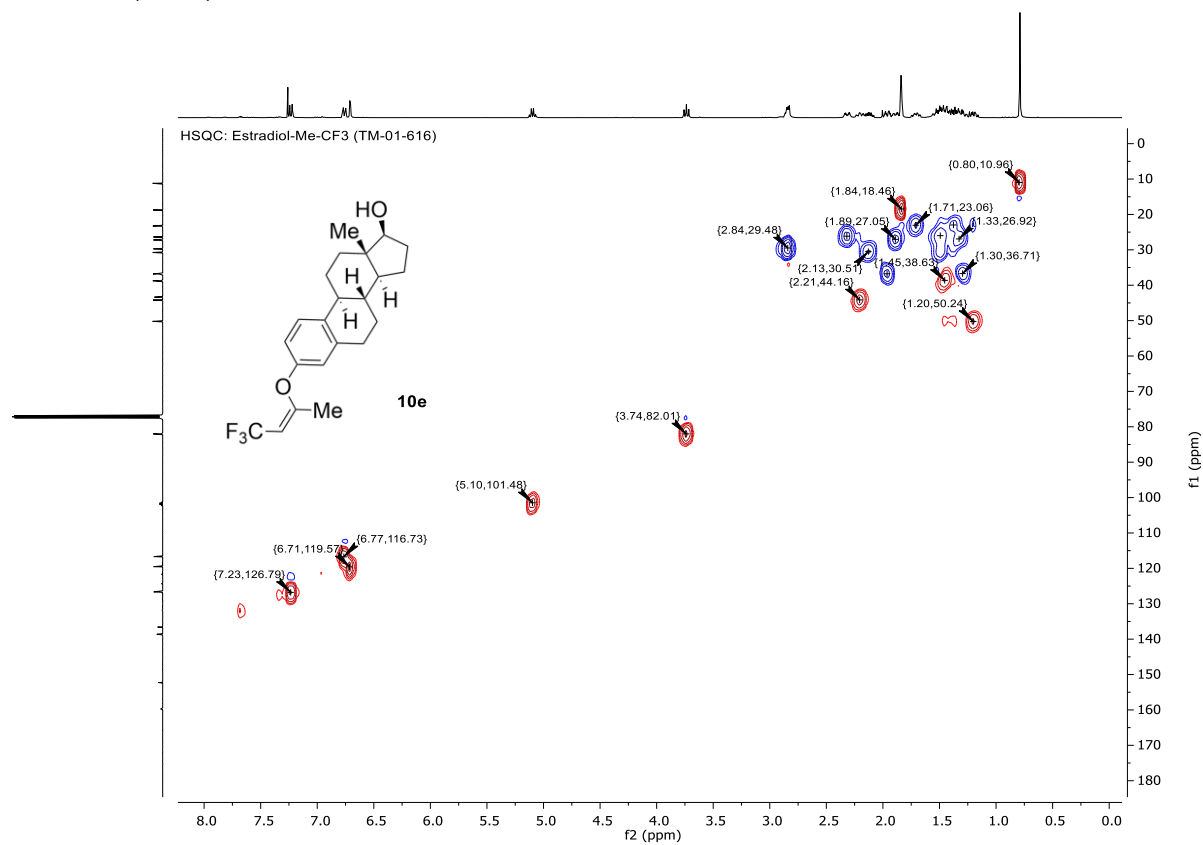 HSQC: Estradiol-Me-CF3 (TM-01-616)
{0.80,10.96}
{1.84,18.46}
{1.71,23.06}
{1.89,27.05}
{1.33,26.92}
{2.84,29.48}
{2.13,30.51}
{1.45,38.63}
{1.30,36.71}
{2.21,44.16}
{1.20,50.24}
{3.74,82.01}
{5.10,101.48}
{6.77,116.73}
{6.71,119.57}
{7.23,126.79}
HO
Me
H
H
H
O
Me
F3C
10e
0
10
20
30
40
50
60
70
80
90
100
110
120
130
140
150
160
170
180
f1 (ppm)
8.0 7.5 7.0 6.5 6.0 5.5 5.0 4.5 4.0 3.5 3.0 2.5 2.0 1.5 1.0 0.5 0.0
f2 (ppm)